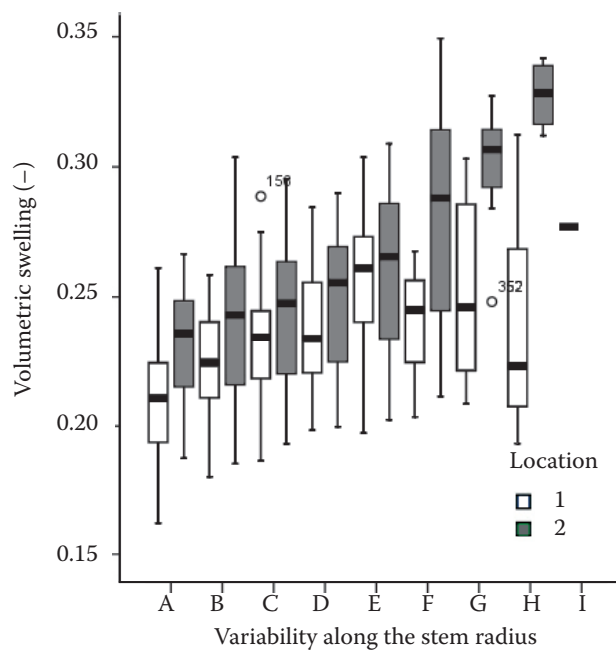 0.35
0.30
0.25
0.20
0.15
Volumetric swelling (−)
158
352
Location
1
2
A B C D E F G H I
Variability along the stem radius